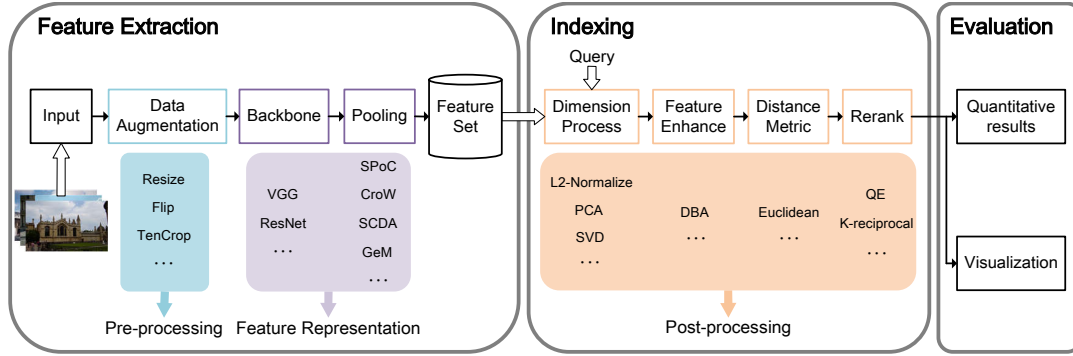 Feature Extraction
Input
Data
Augmentation
Backbone
Pooling
Feature
Set
Resize
Flip
TenCrop
...
VGG
ResNet
...
SPoC
CroW
SCDA
GeM
...
Pre-processing
Feature Representation
Indexing
Query
Dimension
Process
Feature
Enhance
Distance
Metric
Rerank
L2-Normalize
PCA
SVD
...
DBA
...
Euclidean
...
QE
K-reciprocal
...
Post-processing
Evaluation
Quantitative
results
Visualization